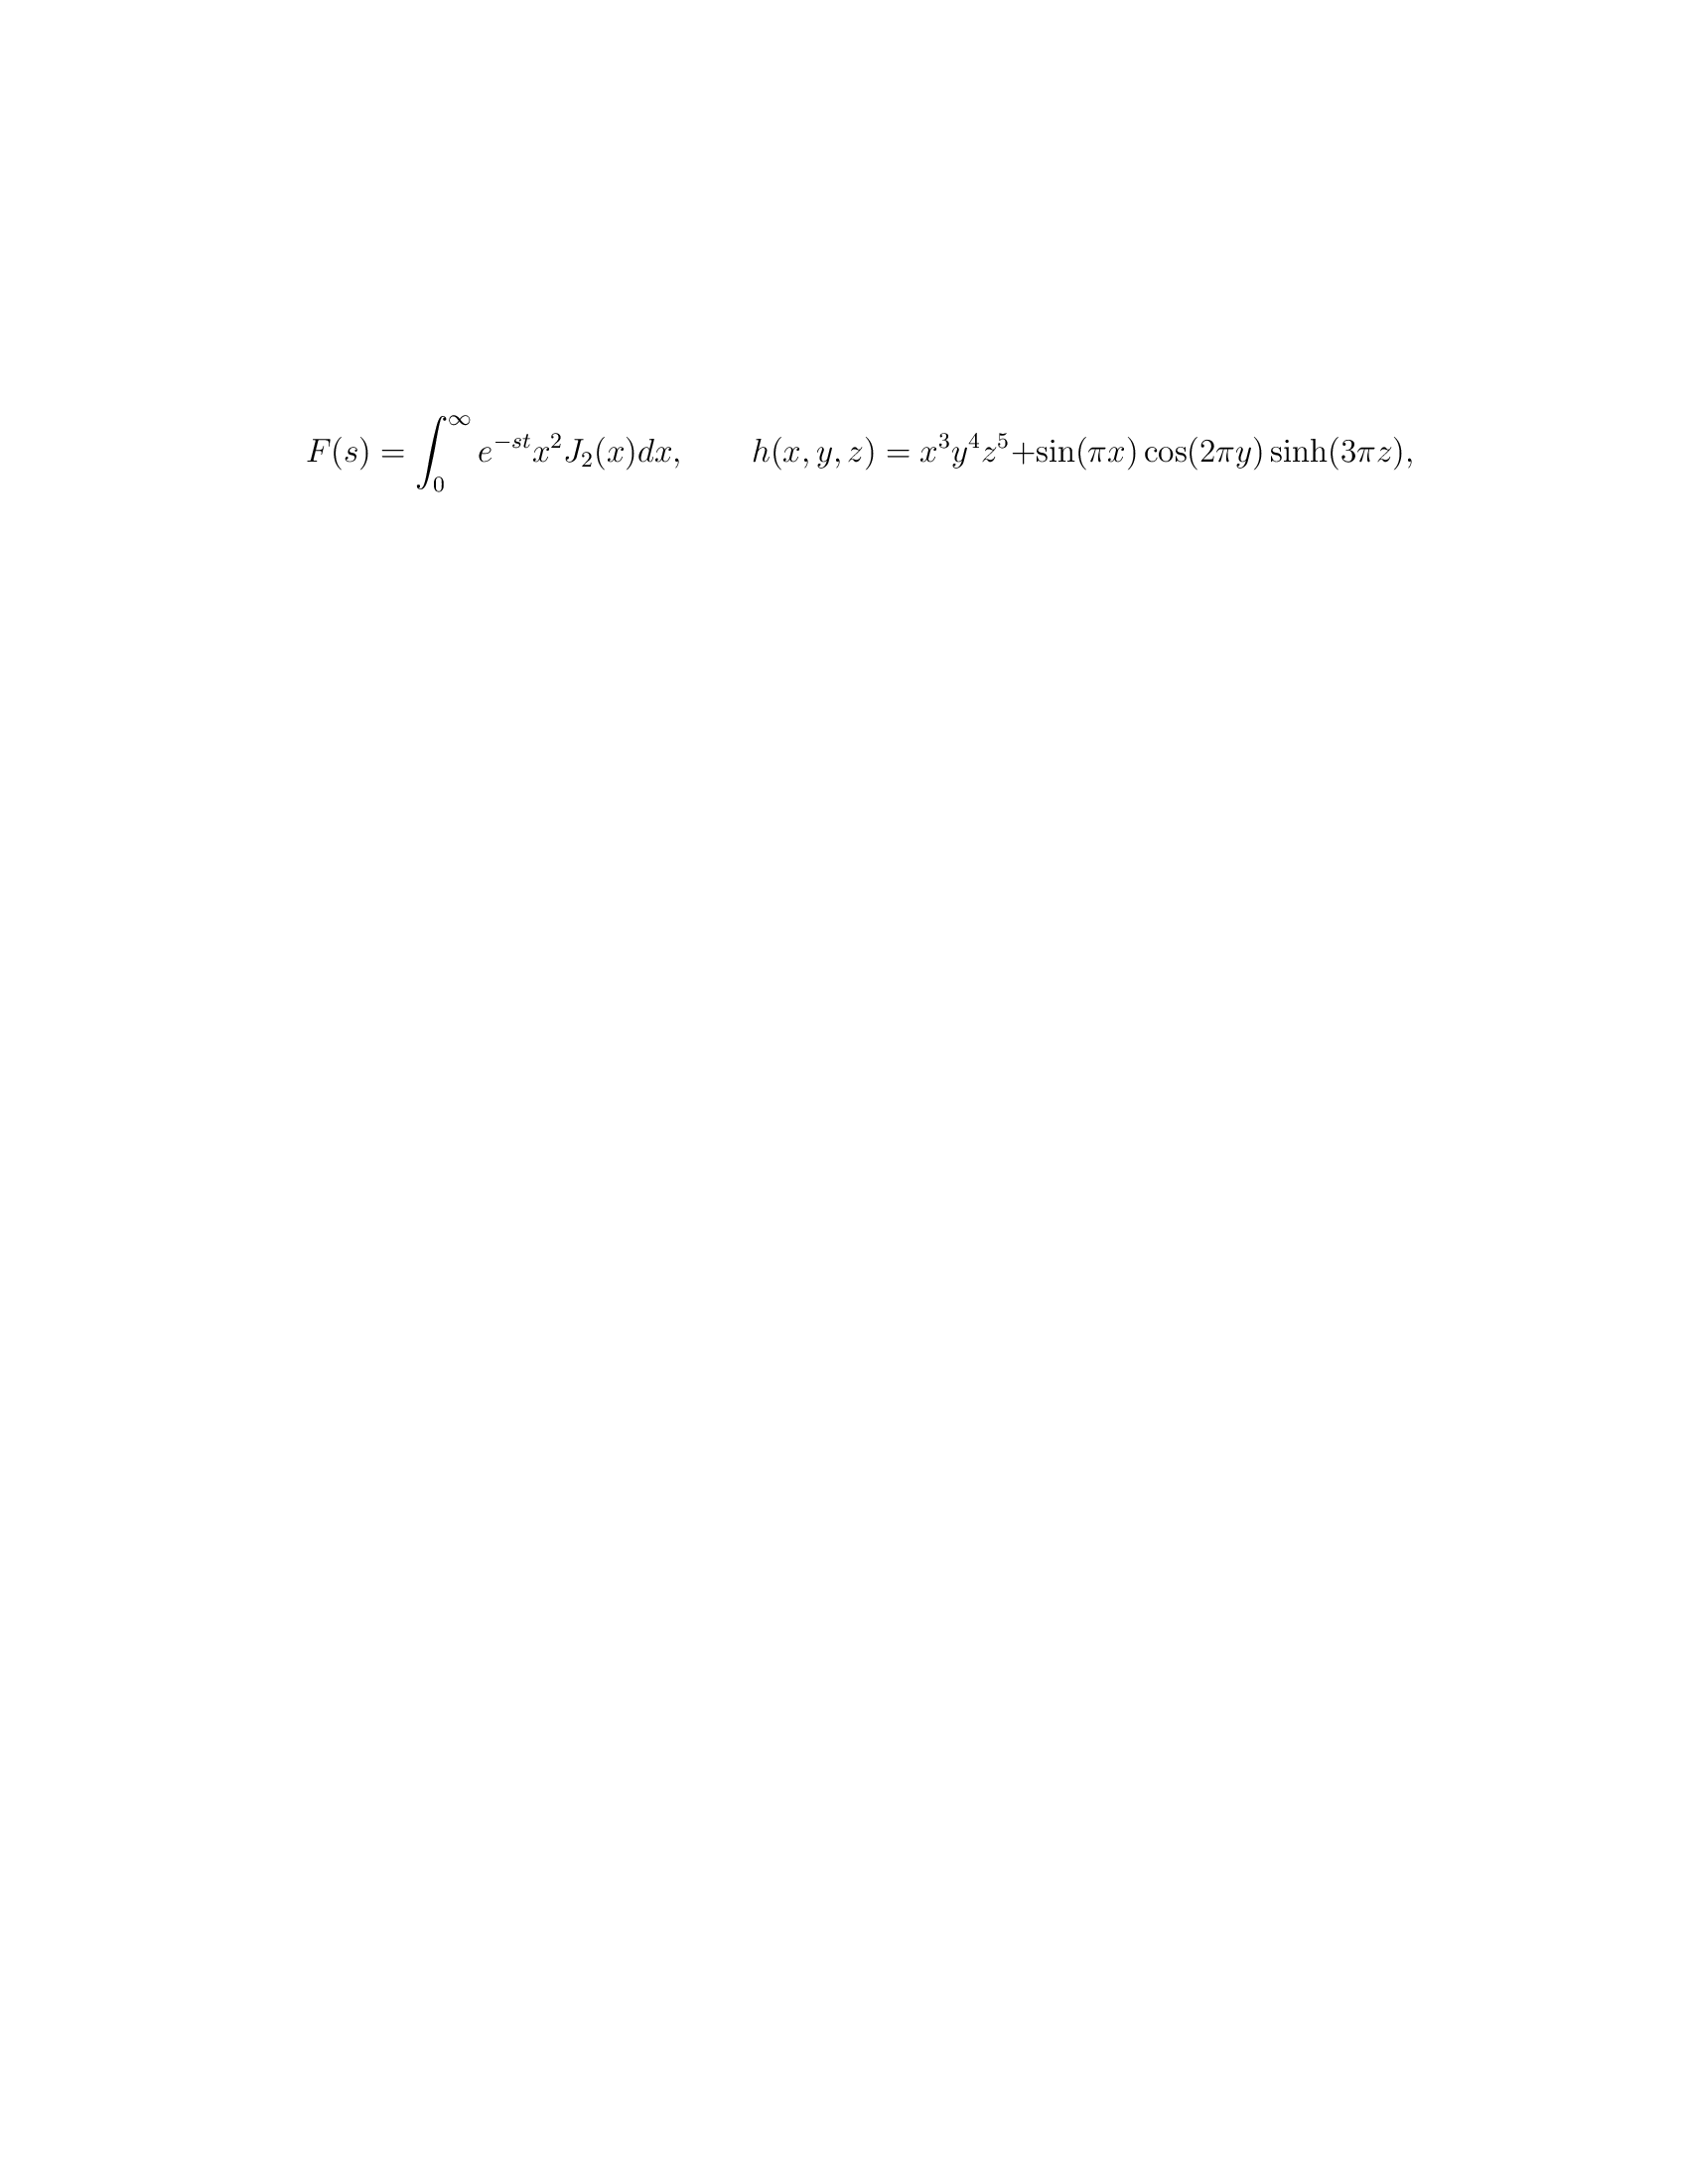 F(s) = \int_0^\infty e^{-st} x^2 J_2(x) dx, \qquad h(x, y, z) = x^3 y^4 z^5 + \sin(\pi x) \cos(2\pi y) \sinh(3\pi z),